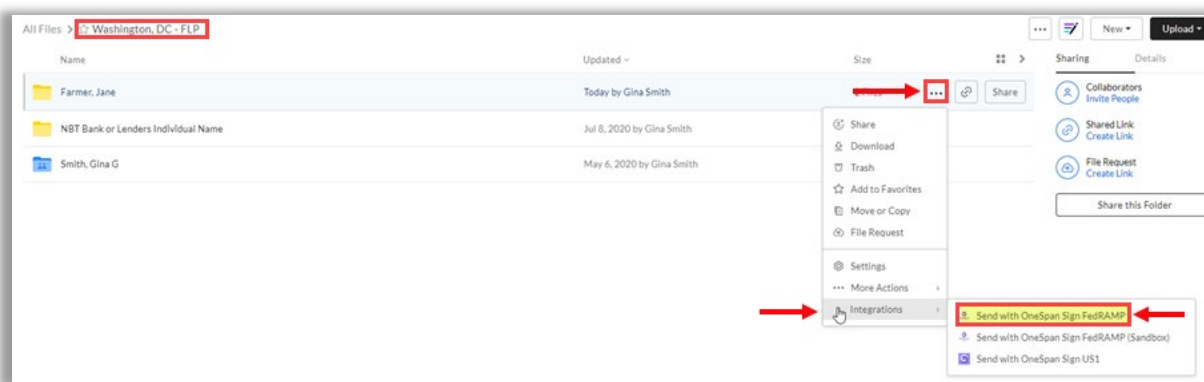 All Files > Washington, DC - FLP
... New Upload
Name Updated Size
Sharing Details
Farmer, Jane Today by Gina Smith ... Share
NBT Bank or Lenders Individual Name Jul 8, 2020 by Gina Smith
Smith, Gina G May 6, 2020 by Gina Smith
Share
Download
Trash
Add to Favorites
Move or Copy
File Request
Settings
More Actions
Integrations
Send with OneSpan Sign FedRAMP
Send with OneSpan Sign FedRAMP (Sandbox)
Send with OneSpan Sign US1
Collaborators
Invite People
Shared Link
Create Link
File Request
Create Link
Share this Folder